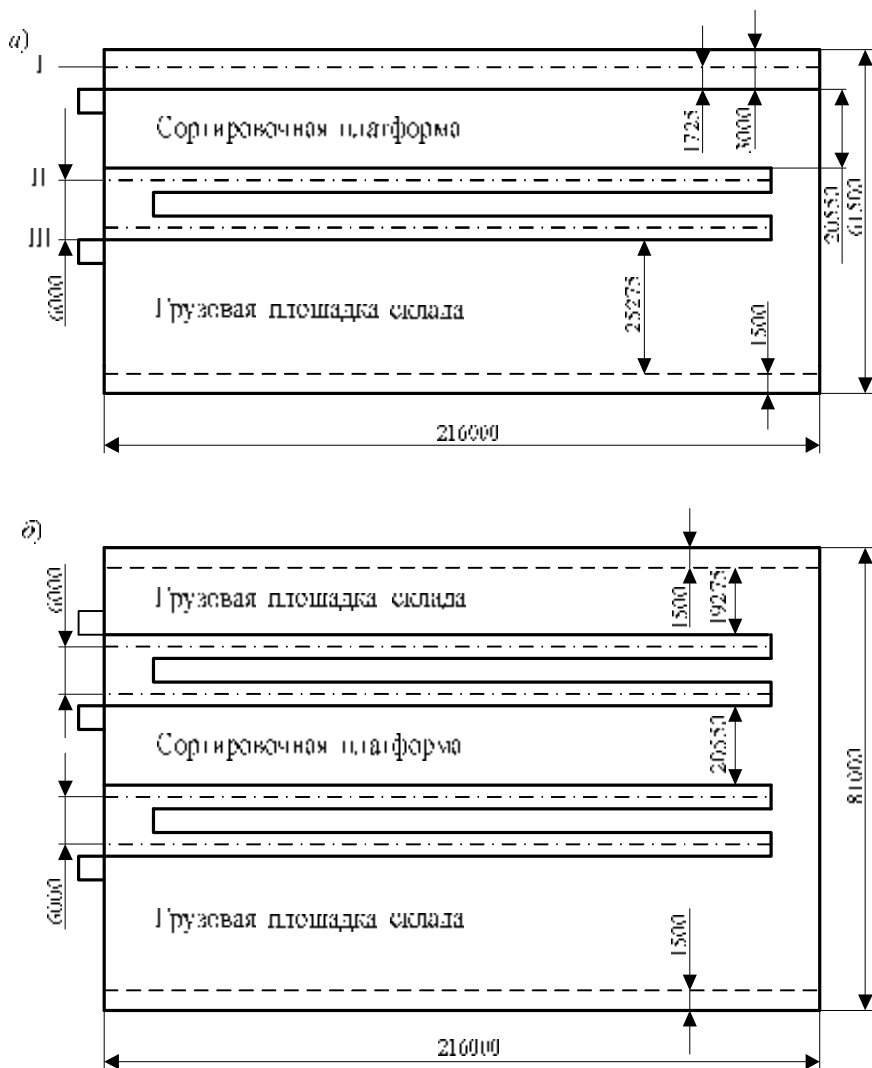 а)
I
1725
3000
Сортировочная платформа
II
20550
61500
III
6000
25275
Грузовая площадка склада
1500
216000
б)
6000
Грузовая площадка склада
1500
19275
Сортировочная платформа
20550
81000
6000
Грузовая площадка склада
1500
216000